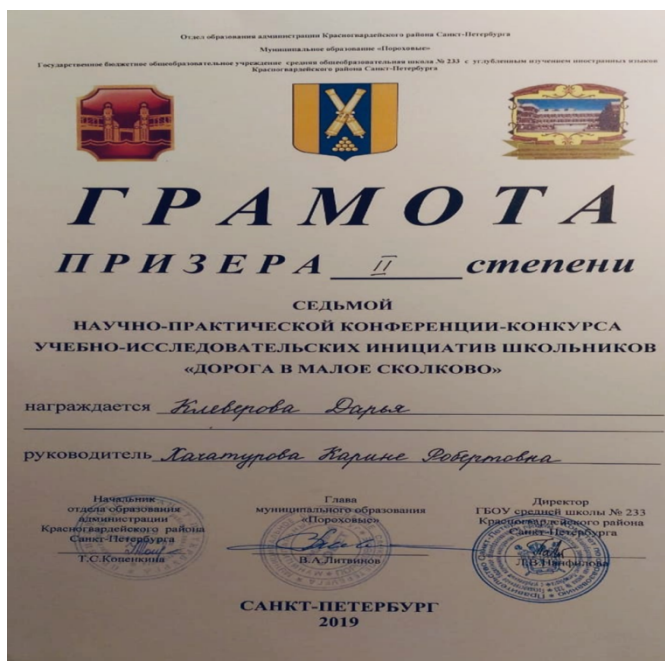 Отдел образования администрации Красногвардейского района Санкт-Петербурга
Муниципальное образование «Пороховые»
Государственное бюджетное общеобразовательное учреждение средняя общеобразовательная школа № 233 с углубленным изучением иностранных языков
Красногвардейского района Санкт-Петербурга
ГРАМОТА
ПРИЗЕРА II степени
СЕДЬМОЙ
НАУЧНО-ПРАКТИЧЕСКОЙ КОНФЕРЕНЦИИ-КОНКУРСА
УЧЕБНО-ИССЛЕДОВАТЕЛЬСКИХ ИНИЦИАТИВ ШКОЛЬНИКОВ
«ДОРОГА В МАЛОЕ СКОЛКОВО»
награждается Клеверова Дарья
руководитель Хачатурова Карине Робертовна
Начальник
отдела образования
администрации
Красногвардейского района
Санкт-Петербурга
Т.С.Копенкина
Глава
муниципального образования
«Пороховые»
В.А.Литвинов
Директор
ГБОУ средней школы № 233
Красногвардейского района
Санкт-Петербурга
САНКТ-ПЕТЕРБУРГ
2019